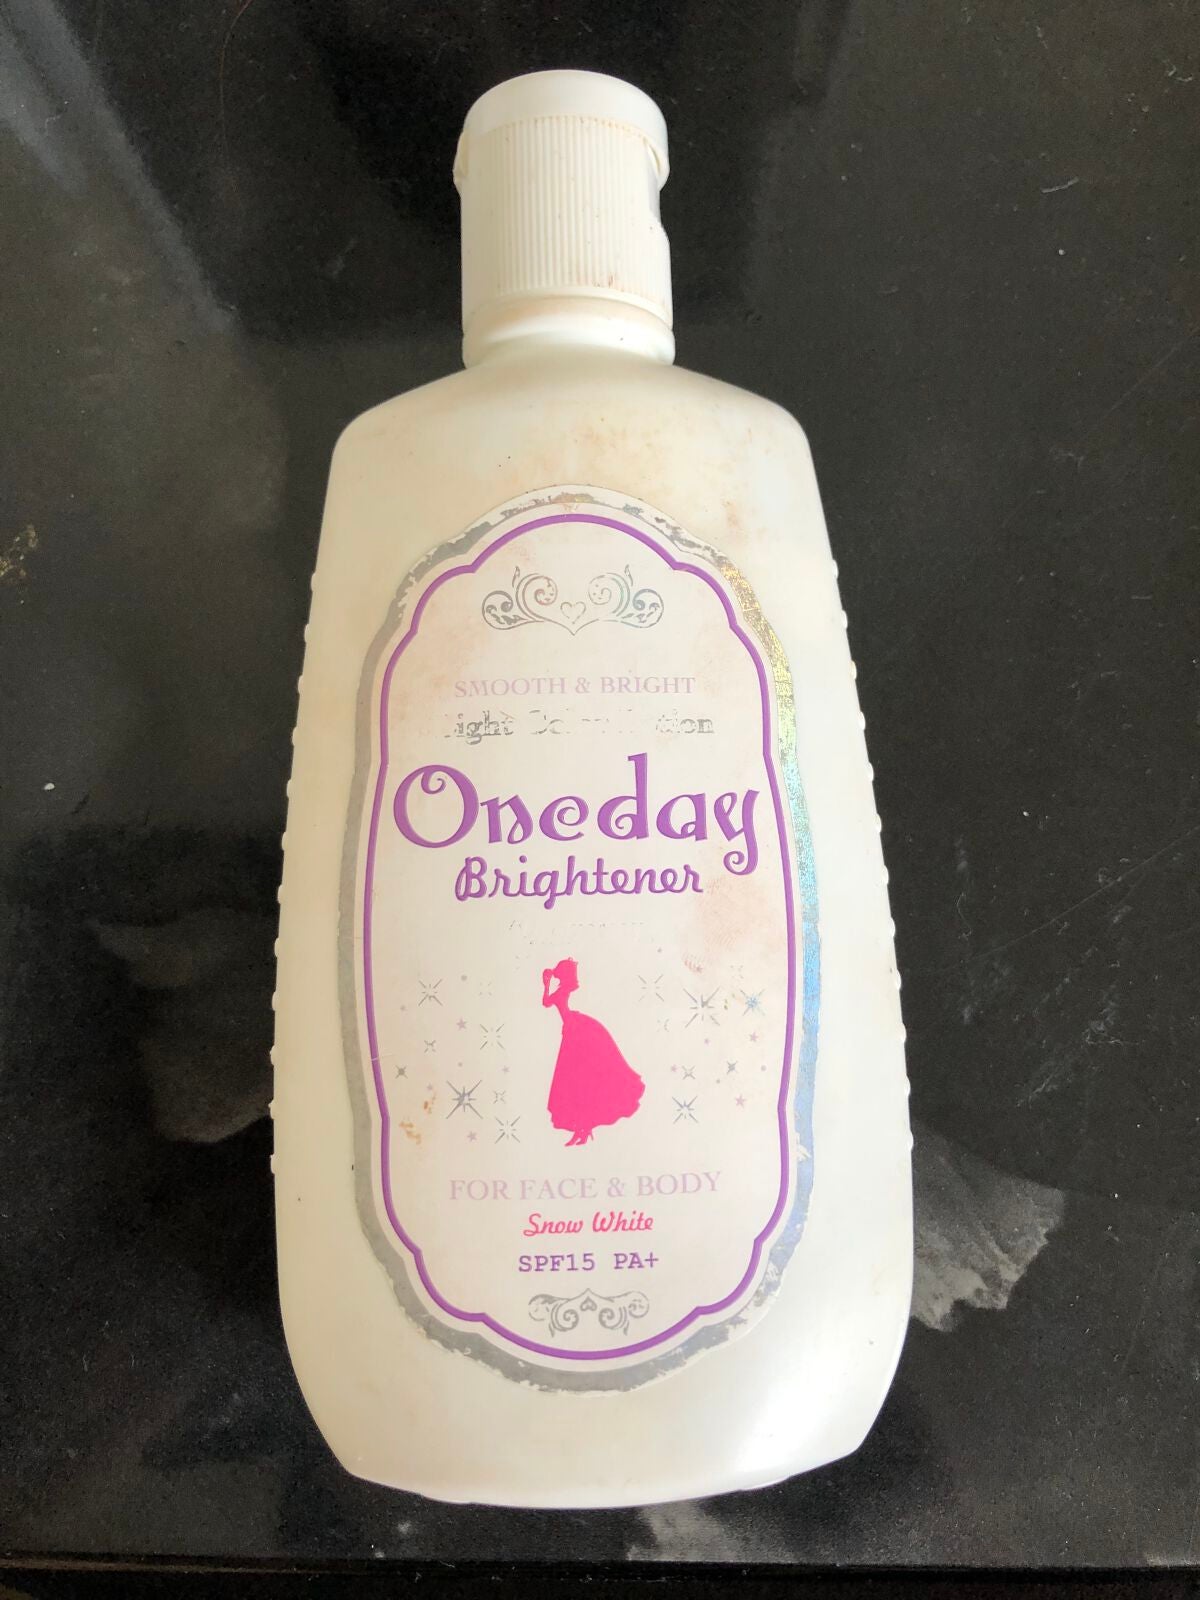 SMOOTH & BRIGHT
Oneday
Brightener
FOR FACE & BODY
Snow White
SPF15 PA+